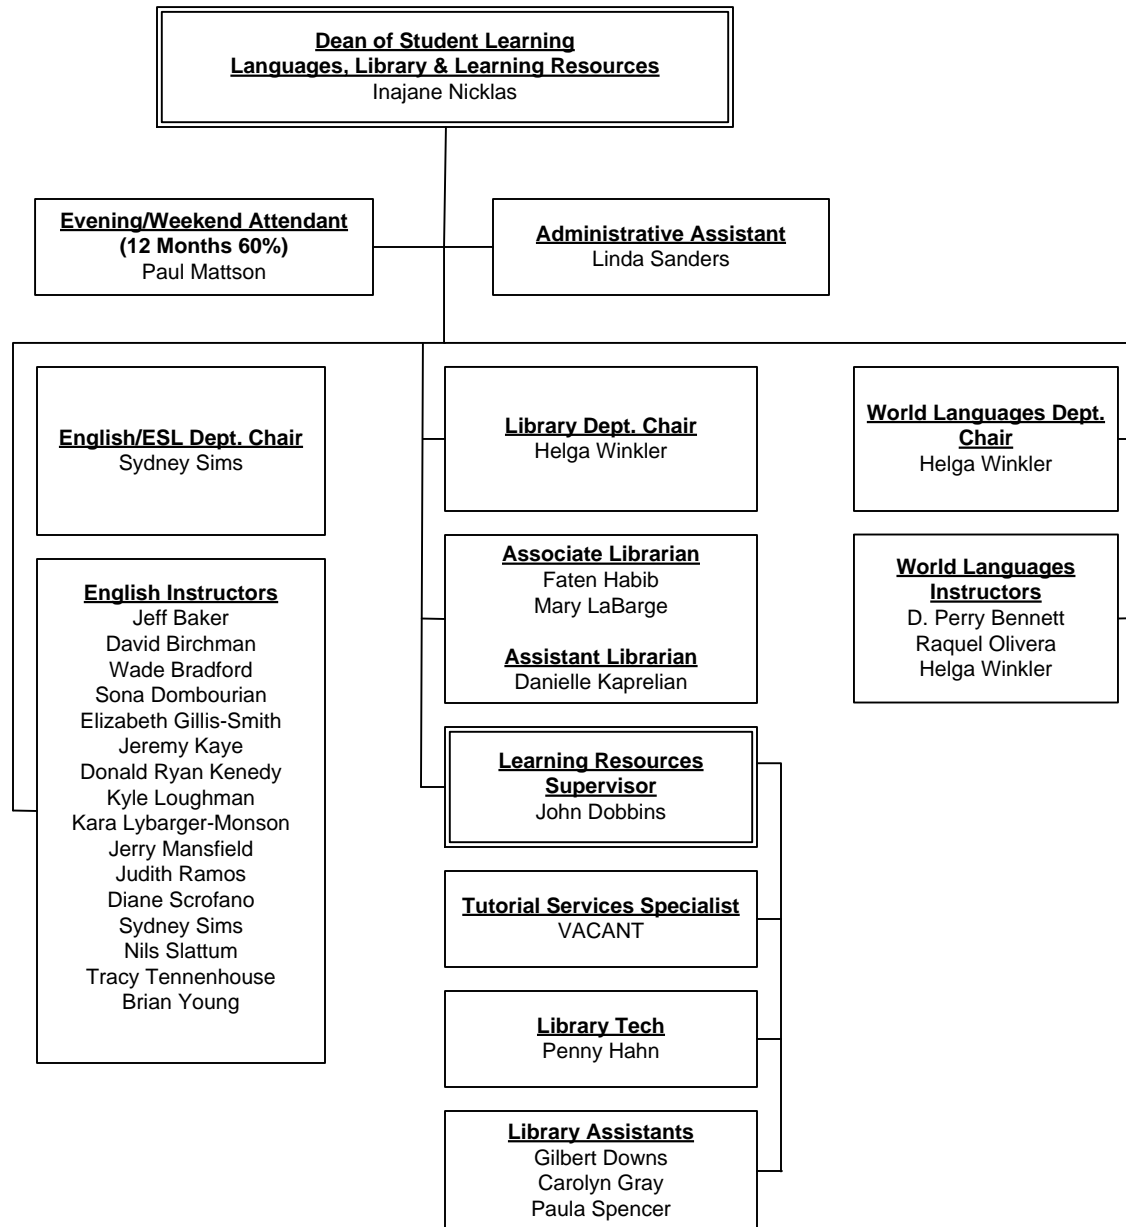 Dean of Student Learning
Languages, Library & Learning Resources
Inajane Nicklas
Evening/Weekend Attendant
(12 Months 60%)
Paul Mattson
Administrative Assistant
Linda Sanders
English/ESL Dept. Chair
Sydney Sims
English Instructors
Jeff Baker
David Birchman
Wade Bradford
Sona Dombourian
Elizabeth Gillis-Smith
Jeremy Kaye
Donald Ryan Kenedy
Kyle Loughman
Kara Lybarger-Monson
Jerry Mansfield
Judith Ramos
Diane Scrofano
Sydney Sims
Nils Slattum
Tracy Tennenhouse
Brian Young
Library Dept. Chair
Helga Winkler
Associate Librarian
Faten Habib
Mary LaBarge
Assistant Librarian
Danielle Kaprelian
Learning Resources
Supervisor
John Dobbins
Tutorial Services Specialist
VACANT
Library Tech
Penny Hahn
Library Assistants
Gilbert Downs
Carolyn Gray
Paula Spencer
World Languages Dept.
Chair
Helga Winkler
World Languages
Instructors
D. Perry Bennett
Raquel Olivera
Helga Winkler